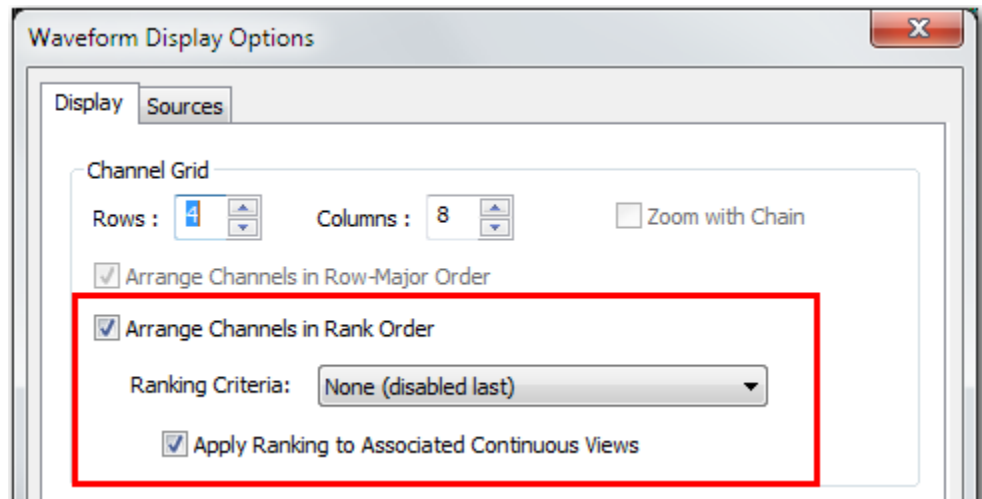 Waveform Display Options
Display Sources
Channel Grid
Rows : 4 Columns : 8 Zoom with Chain
Arrange Channels in Row-Major Order
Arrange Channels in Rank Order
Ranking Criteria: None (disabled last)
Apply Ranking to Associated Continuous Views